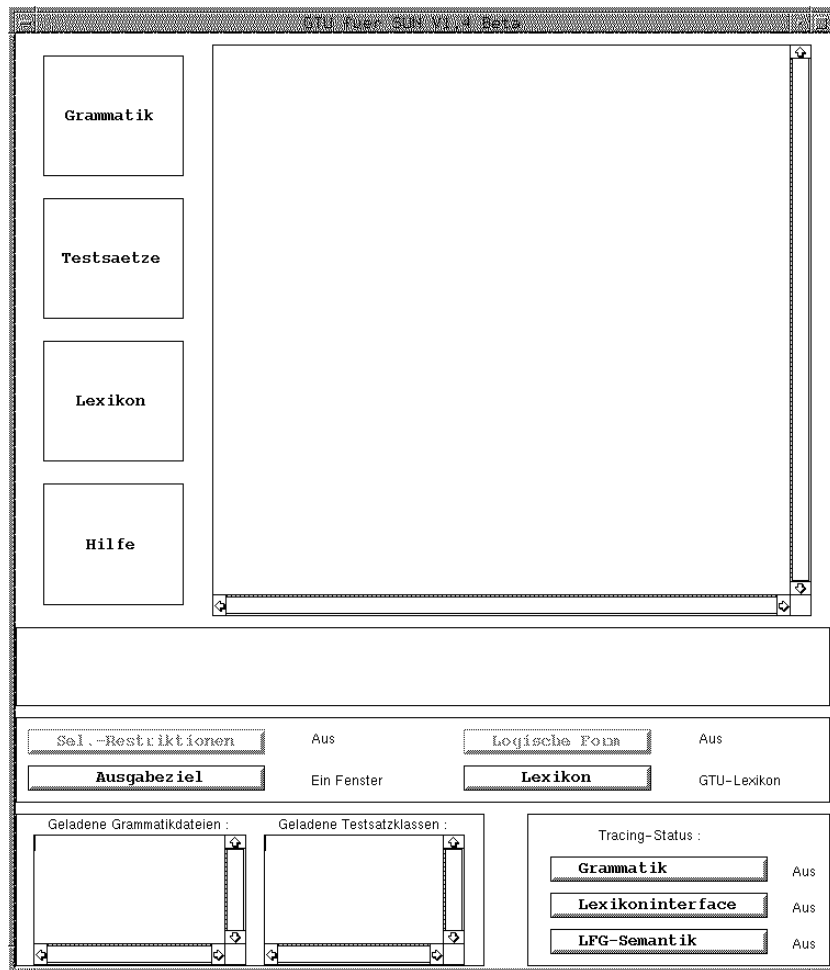 GTU fuer SUN V1.4 Beta
Grammatik
Testsaetze
Lexikon
Hilfe
Sel.-Restriktionen Aus Logische Form Aus
Ausgabeziel Ein Fenster Lexikon GTU-Lexikon
Geladene Grammatikdateien : Geladene Testsatzklassen :
Tracing-Status :
Grammatik Aus
Lexikoninterface Aus
LFG-Semantik Aus